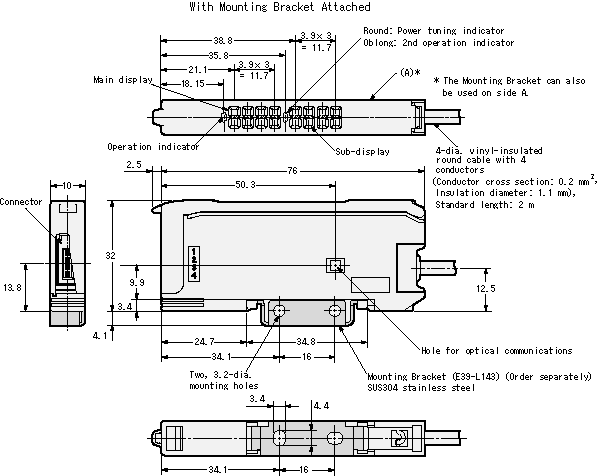 With Mounting Bracket Attached
Round: Power tuning indicator
Oblong: 2nd operation indicator
38.8
3.9×3
= 11.7
35.8
21.1
3.9×3
= 11.7
18.15
Main display
(A)*
* The Mounting Bracket can also
be used on side A.
Operation indicator
Sub-display
4-dia. vinyl-insulated
round cable with 4
conductors
(Conductor cross section: 0.2 mm²,
Insulation diameter: 1.1 mm),
Standard length: 2 m
2.5
76
10
50.3
Connector
1
2
3
4
32
13.8
9.9
3.4
12.5
4.1
24.7
34.8
34.1
16
Hole for optical communications
Two, 3.2-dia.
mounting holes
Mounting Bracket (E39-L143) (Order separately)
SUS304 stainless steel
3.4
4.4
34.1
16